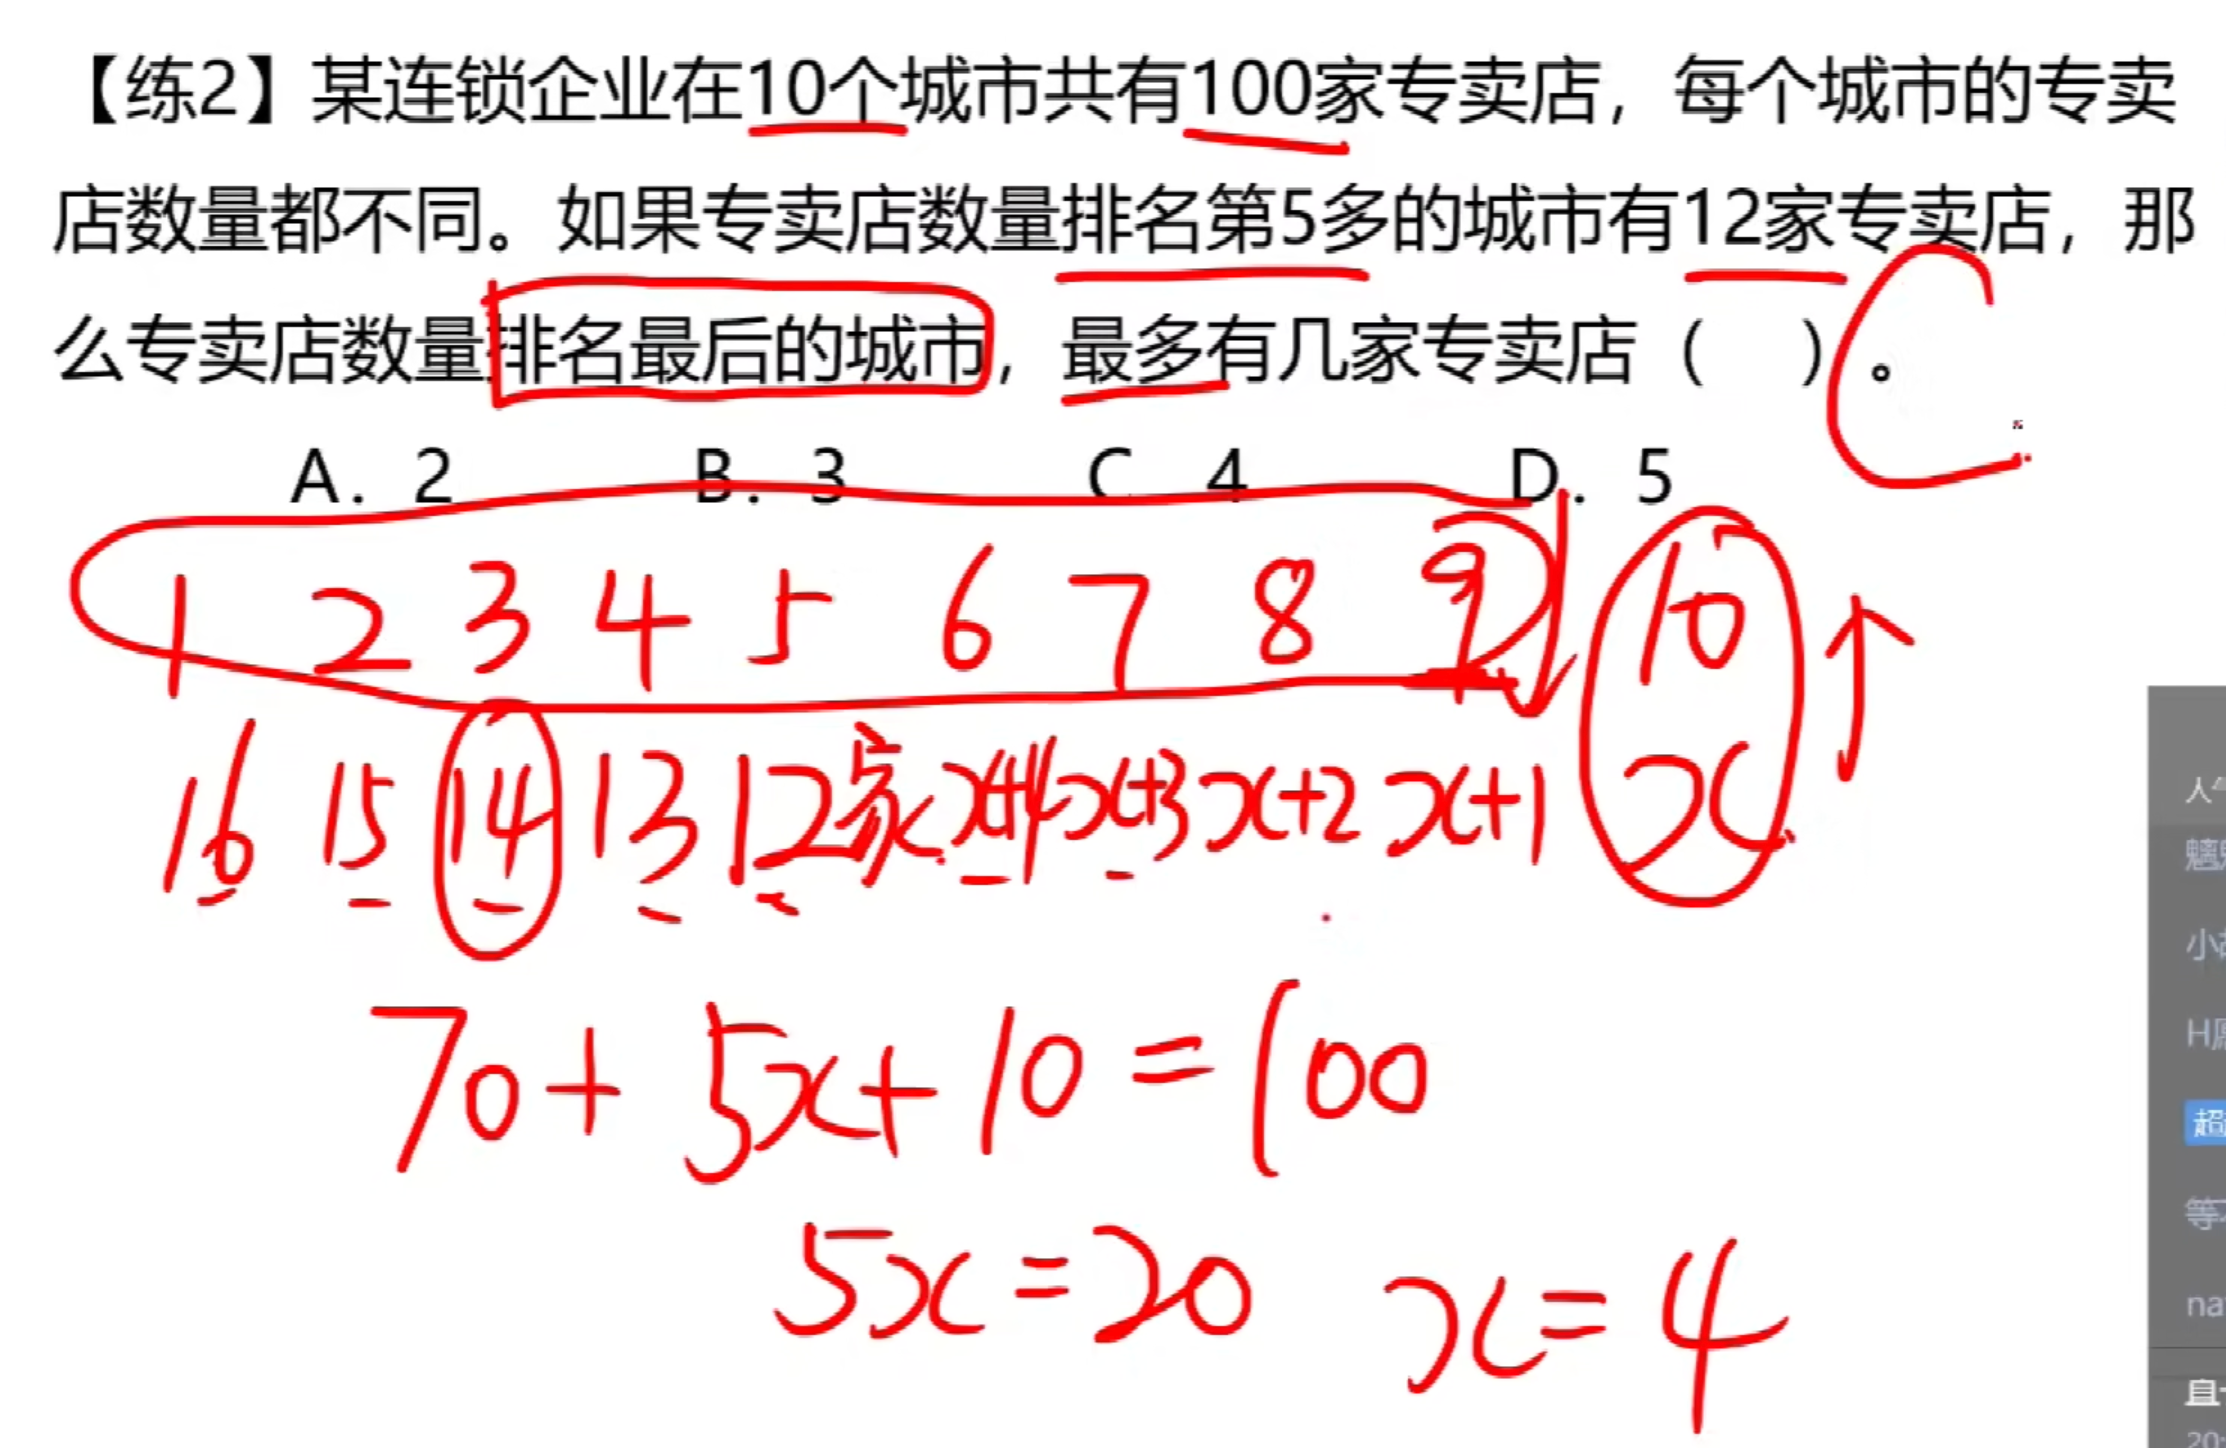 【练2】某连锁企业在10个城市共有100家专卖店，每个城市的专卖
店数量都不同。如果专卖店数量排名第5多的城市有12家专卖店，那
么专卖店数量排名最后的城市，最多有几家专卖店（ ）。
C
A. 2 B. 3 C. 4 D. 5
1 2 3 4 5 6 7 8 9 10
16 15 14 13 12家 x+4 x+3 x+2 x+1 x
70+5x+10=100
5x=20 x=4
小
H
超
等
na
20: